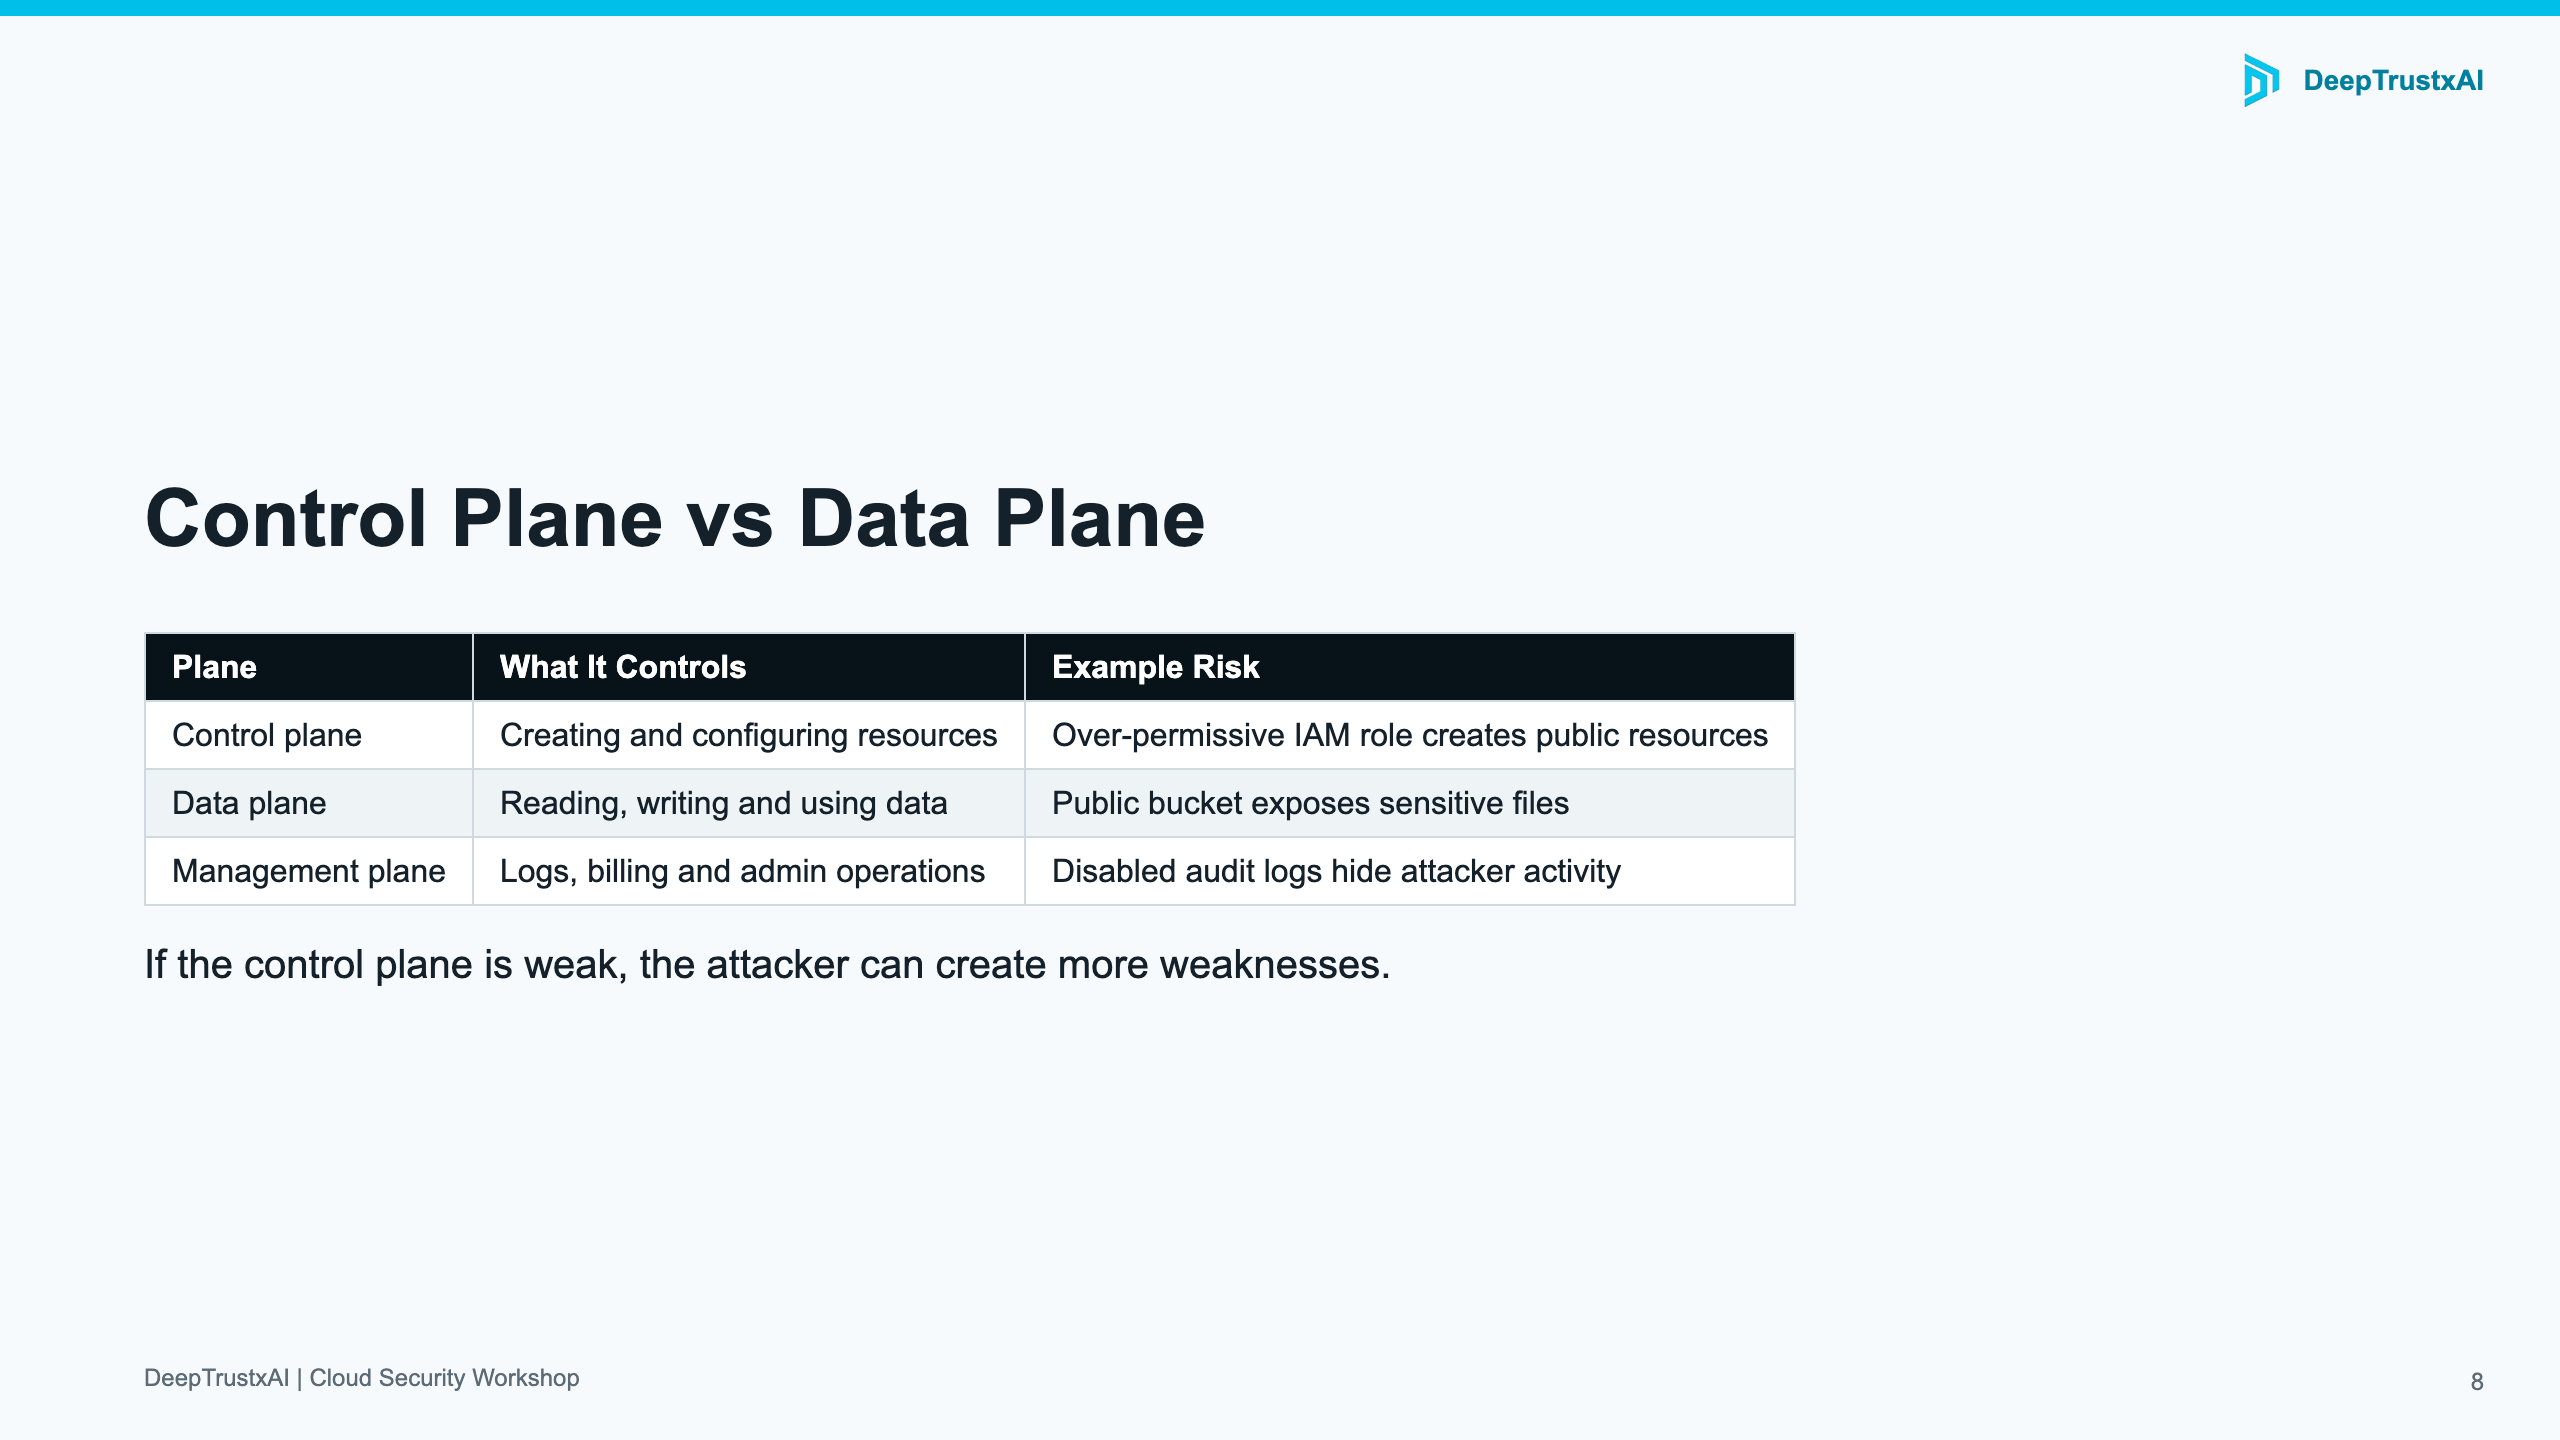 DeepTrustxAI
Control Plane vs Data Plane
Plane What It Controls Example Risk
Control plane Creating and configuring resources Over-permissive IAM role creates public resources
Data plane Reading, writing and using data Public bucket exposes sensitive files
Management plane Logs, billing and admin operations Disabled audit logs hide attacker activity
If the control plane is weak, the attacker can create more weaknesses.
DeepTrustxAI | Cloud Security Workshop
8